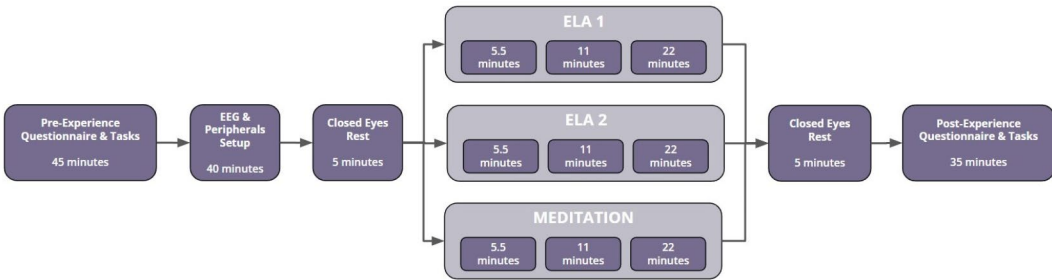 Pre-Experience
Questionnaire & Tasks
45 minutes
EEG &
Peripherals
Setup
40 minutes
Closed Eyes
Rest
5 minutes
ELA 1
5.5
minutes
11
minutes
22
minutes
ELA 2
5.5
minutes
11
minutes
22
minutes
MEDITATION
5.5
minutes
11
minutes
22
minutes
Closed Eyes
Rest
5 minutes
Post-Experience
Questionnaire & Tasks
35 minutes